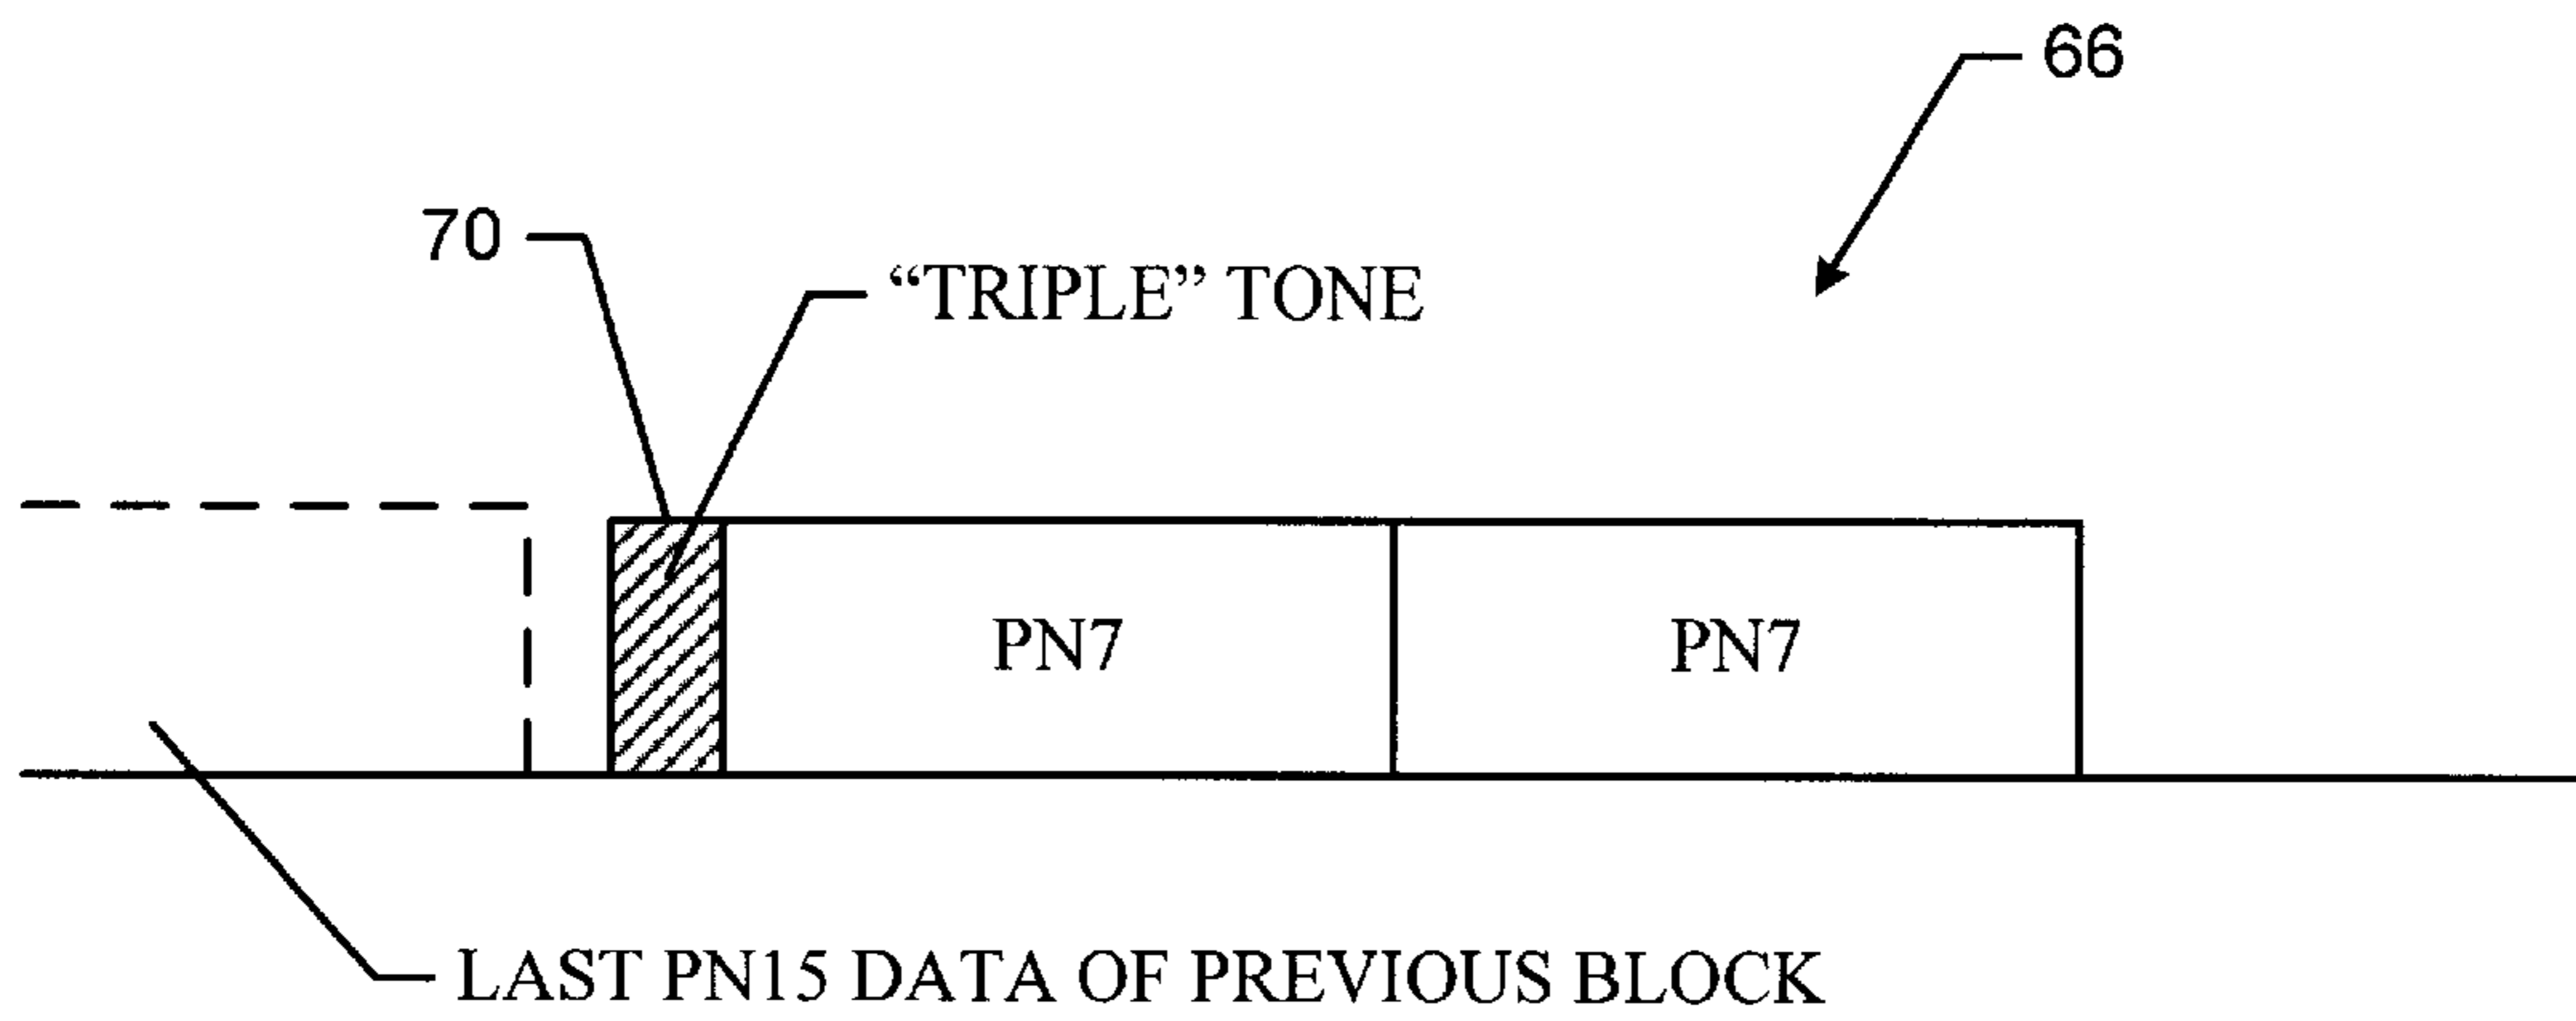 66
70
“TRIPLE” TONE
PN7
PN7
LAST PN15 DATA OF PREVIOUS BLOCK